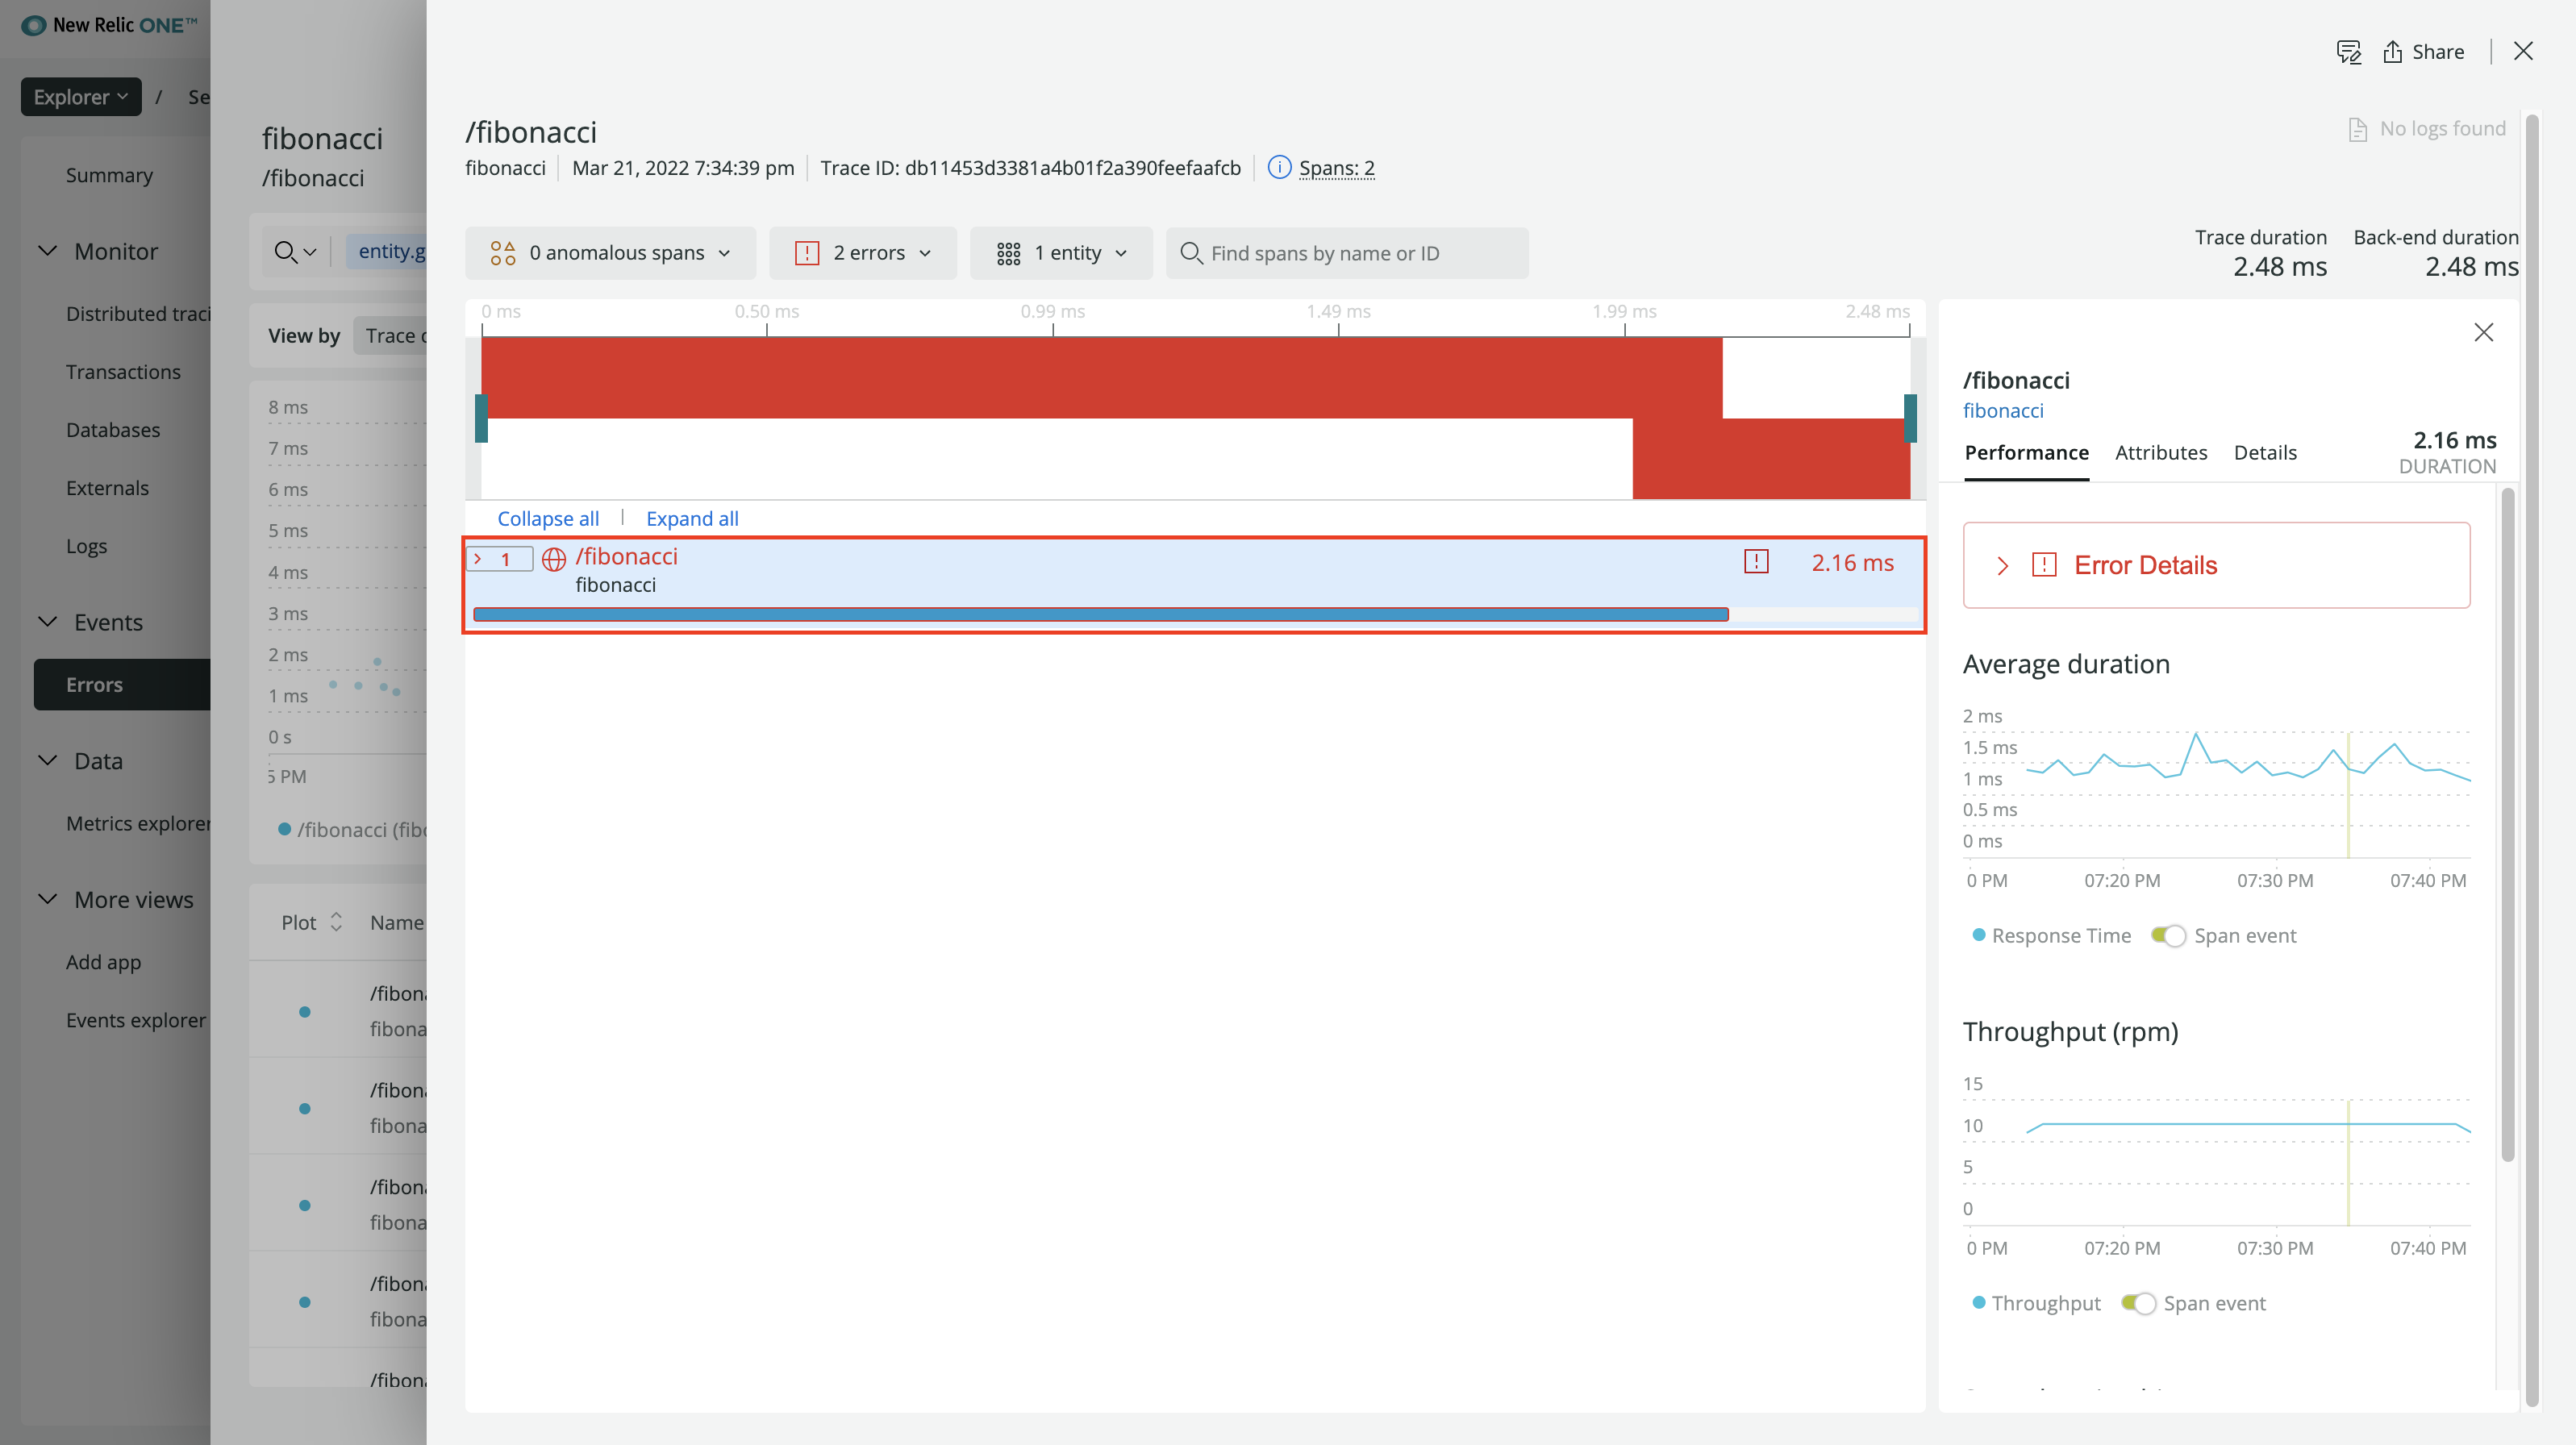 New Relic ONE™
Explorer / Se
Summary
Monitor
Distributed traci
Transactions
Databases
Externals
Logs
Events
Errors
Data
Metrics explorer
More views
Add app
Events explorer
fibonacci
/fibonacci
entity.g
View by Trace
8 ms
7 ms
6 ms
5 ms
4 ms
3 ms
2 ms
1 ms
0 s
5 PM
/fibonacci (fibo
Plot Name
/fibona
fibona
/fibona
fibona
/fibona
fibona
/fibona
fibona
/fibona
Share
/fibonacci
fibonacci Mar 21, 2022 7:34:39 pm Trace ID: db11453d3381a4b01f2a390feefaafcb Spans: 2
No logs found
0 anomalous spans 2 errors 1 entity Find spans by name or ID
Trace duration Back-end duration
2.48 ms 2.48 ms
0 ms 0.50 ms 0.99 ms 1.49 ms 1.99 ms 2.48 ms
Collapse all | Expand all
1 /fibonacci 2.16 ms
fibonacci
/fibonacci
fibonacci
Performance Attributes Details 2.16 ms
DURATION
Error Details
Average duration
2 ms
1.5 ms
1 ms
0.5 ms
0 ms
0 PM 07:20 PM 07:30 PM 07:40 PM
Response Time Span event
Throughput (rpm)
15
10
5
0
0 PM 07:20 PM 07:30 PM 07:40 PM
Throughput Span event